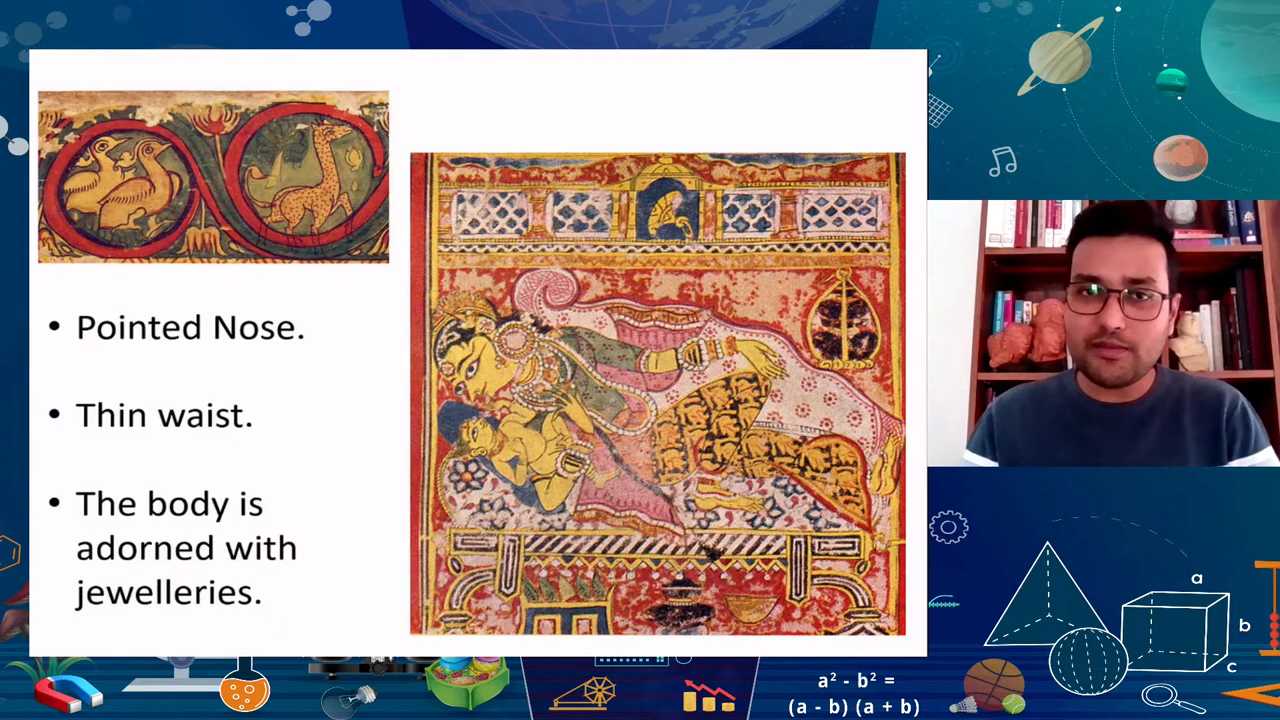 • Pointed Nose.
• Thin waist.
• The body is
adorned with
jewelleries.
a
b
c
a² - b² =
(a - b) (a + b)